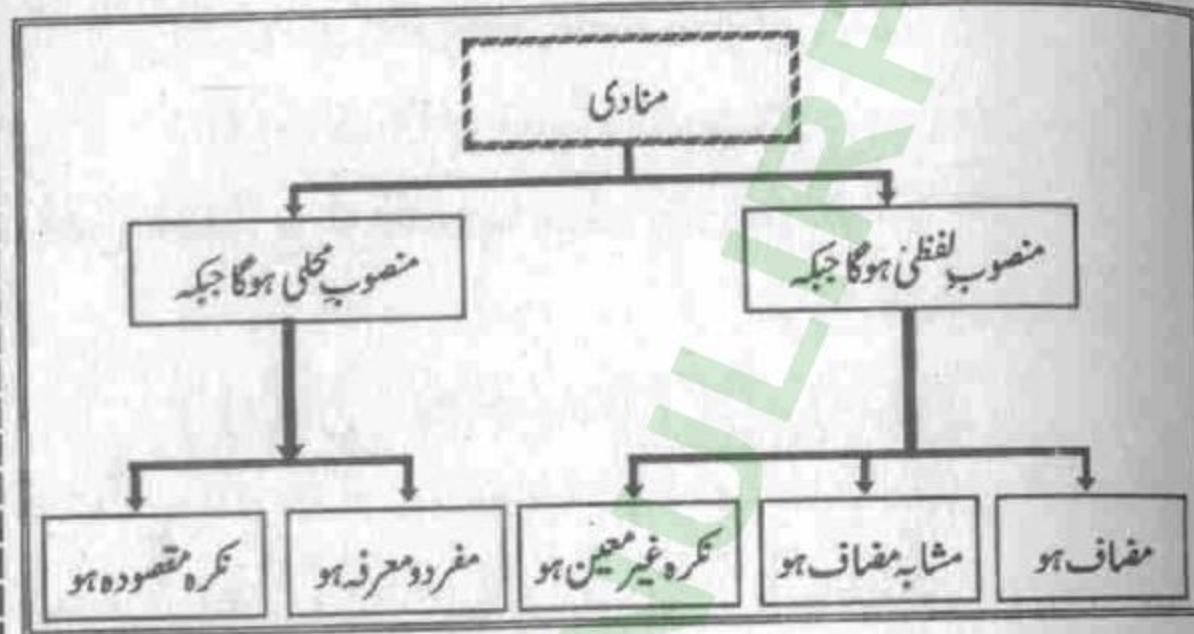 منادی
منصوبِ لفظی ہوگا جبکہ
منصوبِ محلی ہوگا جبکہ
مضاف ہو
مشابہِ مضاف ہو
نکرہ غیر معین ہو
مفرد و معرفہ ہو
نکرہ مقصودہ ہو
ULIRF